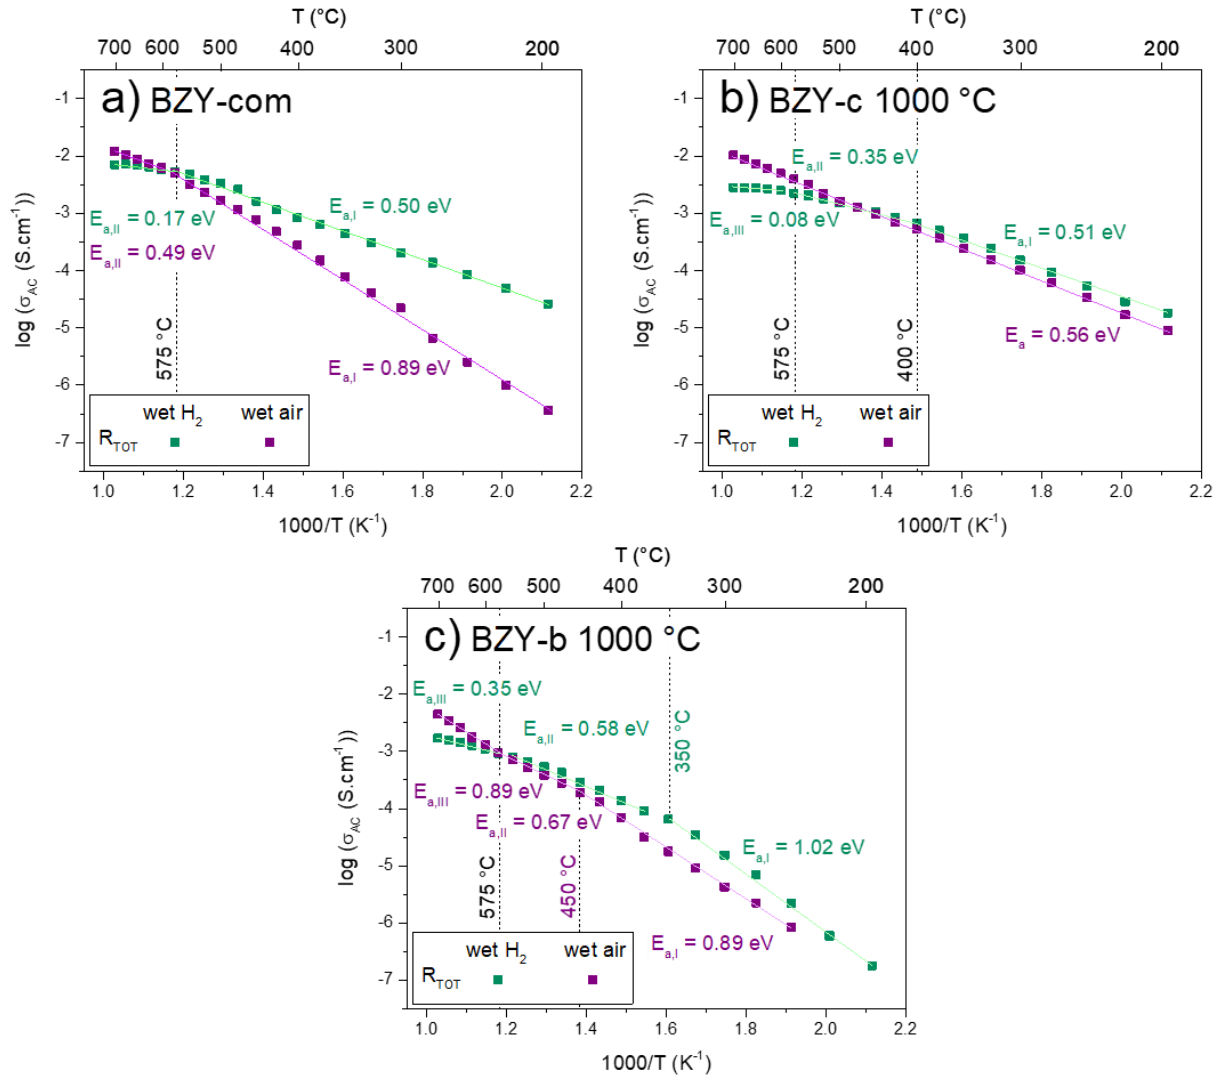 T (°C)
700 600 500 400 300 200
a) BZY-com
-1
-2
-3
-4
-5
-6
-7
log (σAC (S.cm-1))
Ea,II = 0.17 eV
Ea,II = 0.49 eV
Ea,I = 0.50 eV
Ea,I = 0.89 eV
575 °C
wet H2 wet air
RTOT
1.0 1.2 1.4 1.6 1.8 2.0 2.2
1000/T (K-1)
T (°C)
700 600 500 400 300 200
b) BZY-c 1000 °C
-1
-2
-3
-4
-5
-6
-7
log (σAC (S.cm-1))
Ea,II = 0.35 eV
Ea,III = 0.08 eV
Ea,I = 0.51 eV
Ea = 0.56 eV
575 °C
400 °C
wet H2 wet air
RTOT
1.0 1.2 1.4 1.6 1.8 2.0 2.2
1000/T (K-1)
T (°C)
700 600 500 400 300 200
c) BZY-b 1000 °C
-1
-2
-3
-4
-5
-6
-7
log (σAC (S.cm-1))
Ea,III = 0.35 eV
Ea,II = 0.58 eV
350 °C
Ea,III = 0.89 eV
Ea,II = 0.67 eV
Ea,I = 1.02 eV
575 °C
450 °C
Ea,I = 0.89 eV
wet H2 wet air
RTOT
1.0 1.2 1.4 1.6 1.8 2.0 2.2
1000/T (K-1)